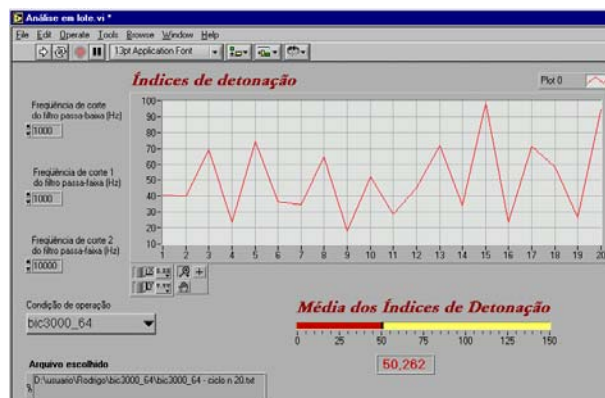 Análise em lote.vi *
File Edit Operate Tools Browse Window Help
13pt Application Font
Índices de detonação
Plot 0
Freqüência de corte
do filtro passa-baixa (Hz)
1000
Freqüência de corte 1
do filtro passa-faixa (Hz)
1000
Freqüência de corte 2
do filtro passa-faixa (Hz)
10000
100
90
80
70
60
50
40
30
20
10
1 2 3 4 5 6 7 8 9 10 11 12 13 14 15 16 17 18 19 20
Condição de operação
bic3000_64
Média dos Índices de Detonação
0 25 50 75 100 125 150
50,262
Arquivo escolhido
D:\usuario\Rodrigo\bic3000_64\bic3000_64 - ciclo n 20.txt